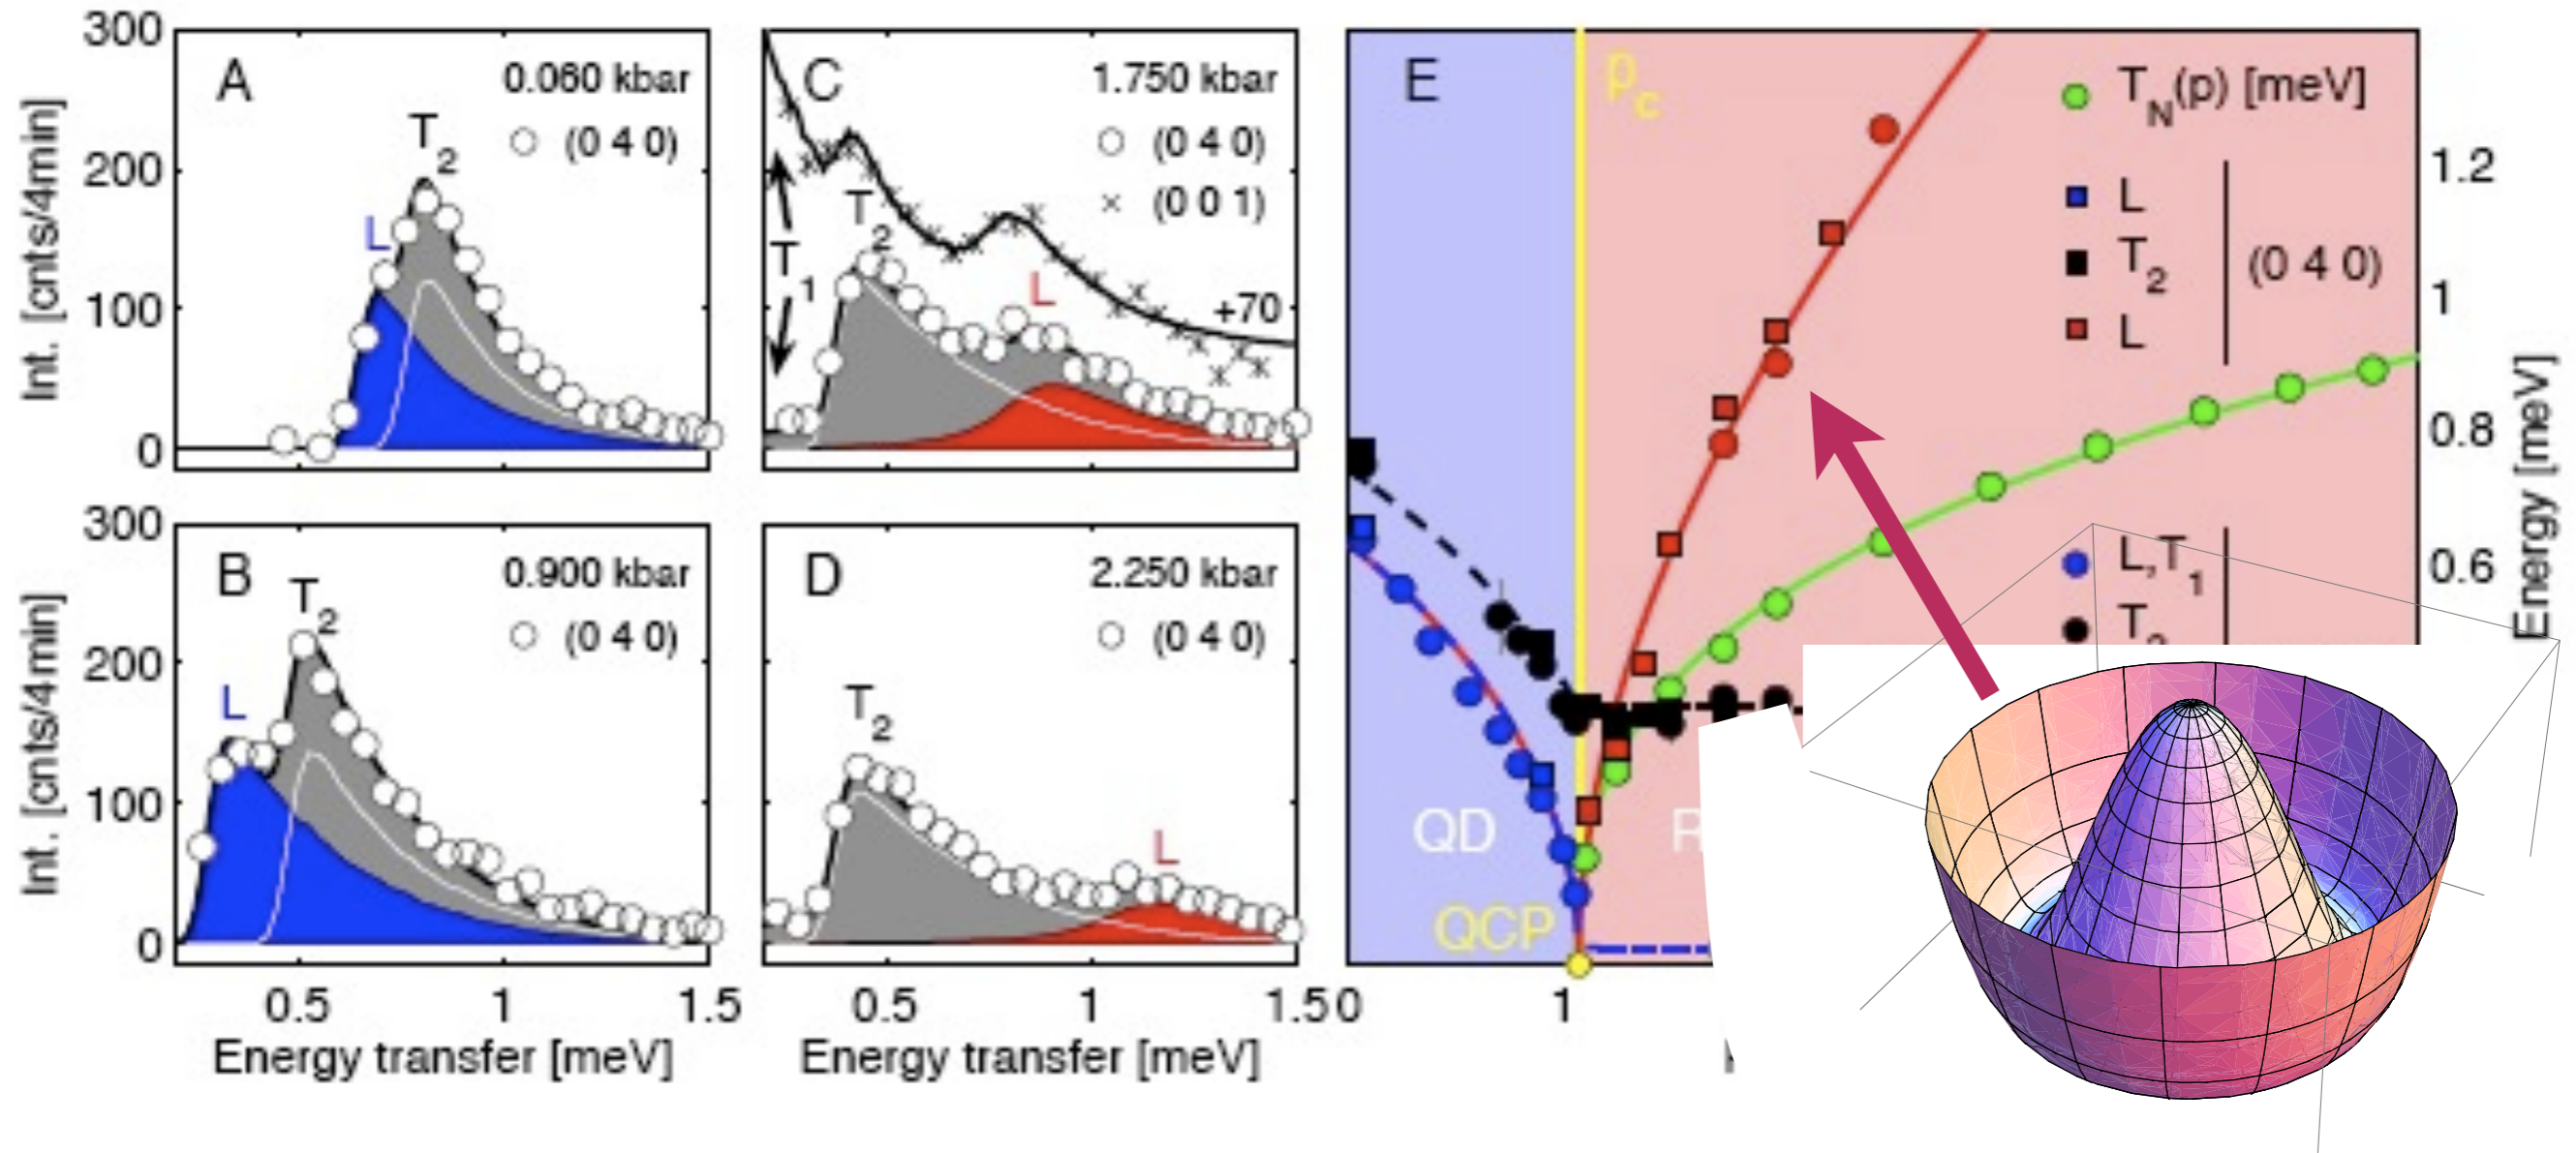 A
0.060 kbar
(0 4 0)
L
T2
300
200
100
0
Int. [cnts/4min]
C
1.750 kbar
(0 4 0)
(0 0 1)
T1
T2
L
+70
B
0.900 kbar
(0 4 0)
L
T2
300
200
100
0
Int. [cnts/4min]
0.5
1
1.5
Energy transfer [meV]
D
2.250 kbar
(0 4 0)
T2
L
0.5
1
1.5
Energy transfer [meV]
E
pc
TN(p) [meV]
L
T2
L
(0 4 0)
L,T1
QD
R
QCP
0
1
1.2
1
0.8
0.6
Energy [meV]